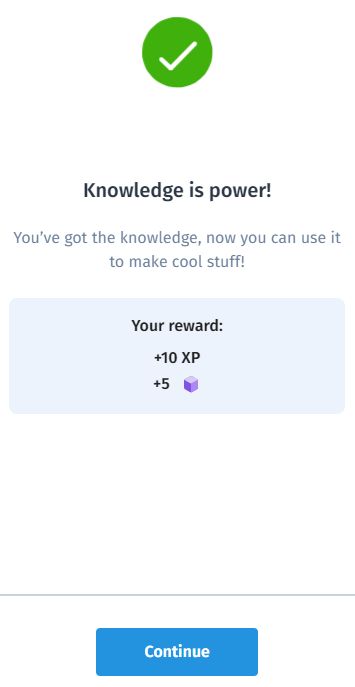 Knowledge is power!
You’ve got the knowledge, now you can use it
to make cool stuff!
Your reward:
+10 XP
+5
Continue